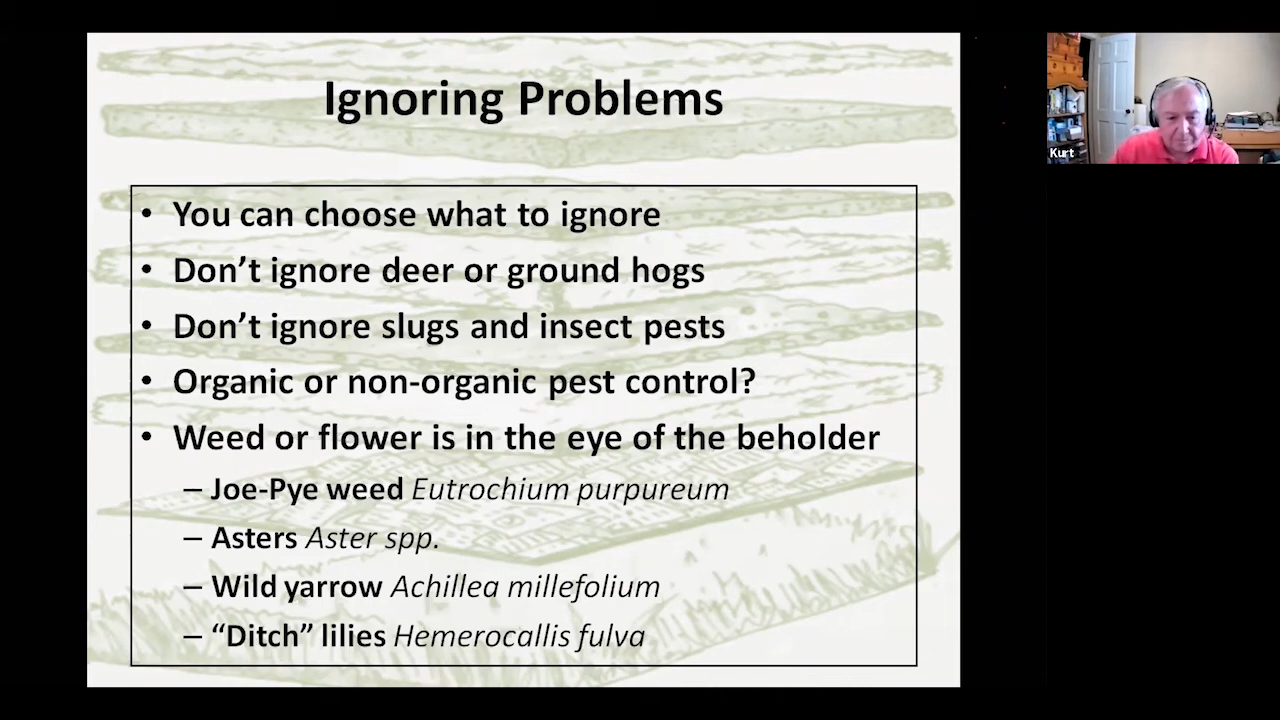 Ignoring Problems
• You can choose what to ignore
• Don’t ignore deer or ground hogs
• Don’t ignore slugs and insect pests
• Organic or non-organic pest control?
• Weed or flower is in the eye of the beholder
– Joe-Pye weed Eutrochium purpureum
– Asters Aster spp.
– Wild yarrow Achillea millefolium
– “Ditch” lilies Hemerocallis fulva
Kurt